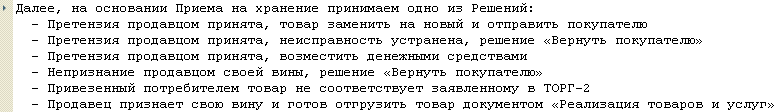 Далее, на основании Приема на хранение принимаем одно из Решений:
- Претензия продавцом принята, товар заменить на новый и отправить покупателю
- Претензия продавцом принята, неисправность устранена, решение «Вернуть покупателю»
- Претензия продавцом принята, возместить денежными средствами
- Непризнание продавцом своей вины, решение «Вернуть покупателю»
- Привезенный потребителем товар не соответствует заявленному в ТОРГ-2
- Продавец признает свою вину и готов отгрузить товар документом «Реализация товаров и услуг»